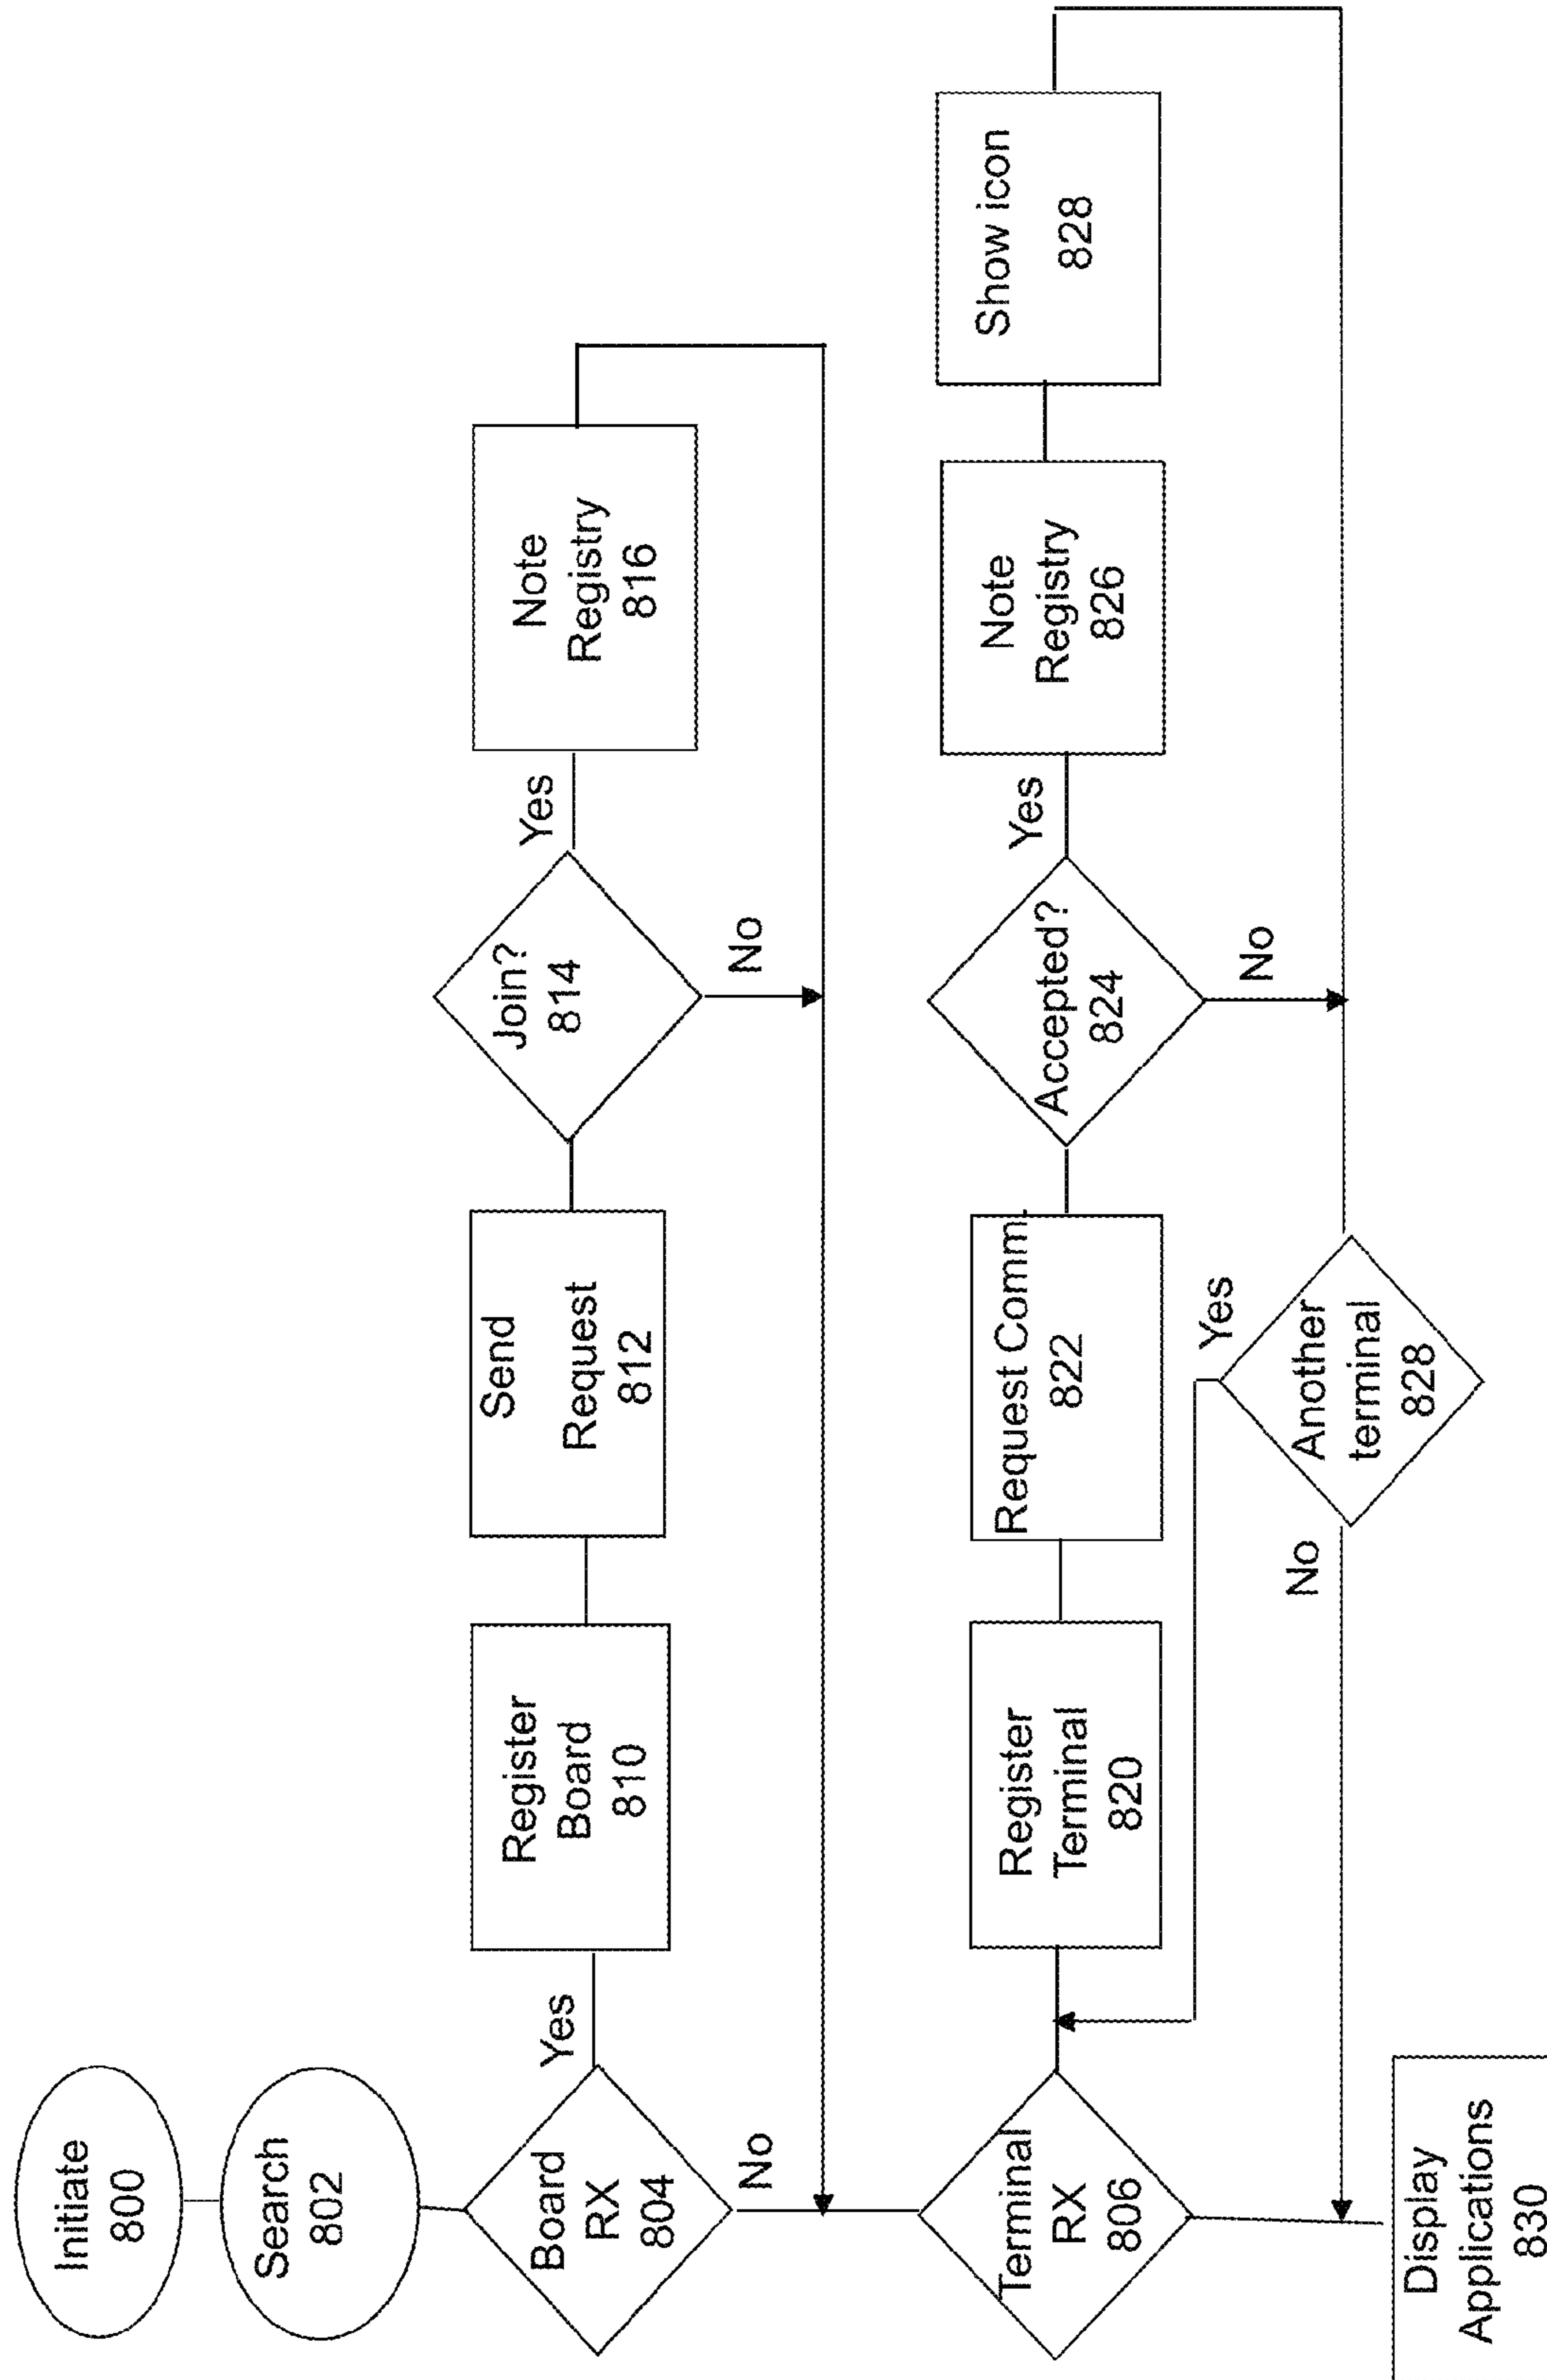 Initiate
800
Search
802
Board
RX
804
Yes
No
Register
Board
810
Send
Request
812
Join?
814
Yes
No
Note
Registry
816
Terminal
RX
806
Register
Terminal
820
Request Comm.
822
Accepted?
824
Yes
No
Note
Registry
826
Show icon
828
Another
terminal
828
Yes
No
Display
Applications
830